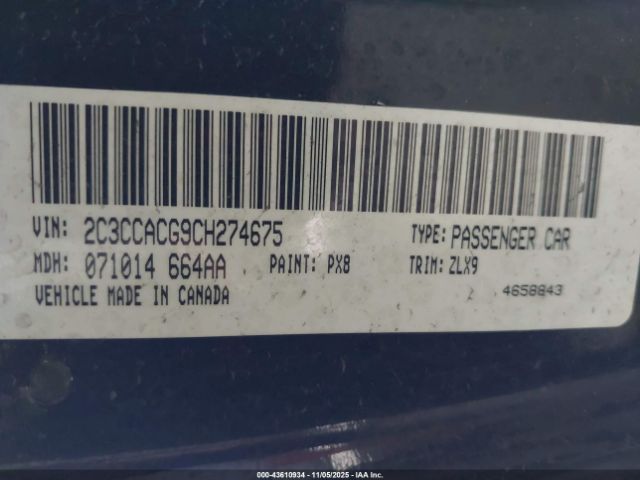 VIN: 2C3CCACG9CH274675 TYPE: PASSENGER CAR
MDH: 071014 664AA PAINT: PX8 TRIM: ZLX9
VEHICLE MADE IN CANADA 4658843
000-43610934 - 11/05/2025 - IAA Inc.